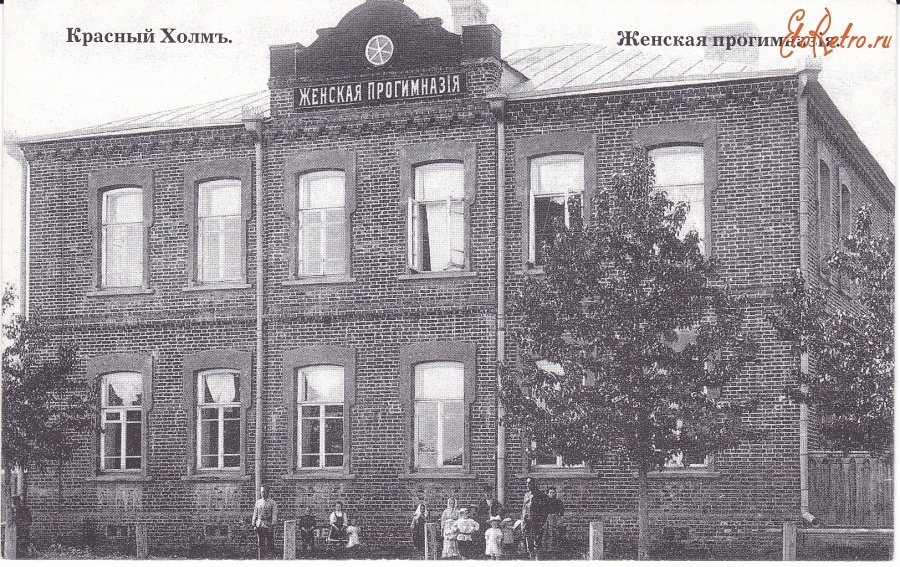 Красный Холмъ.
Женская прогимназія.
EtoRetro.ru
ЖЕНСКАЯ ПРОГИМНАЗІЯ